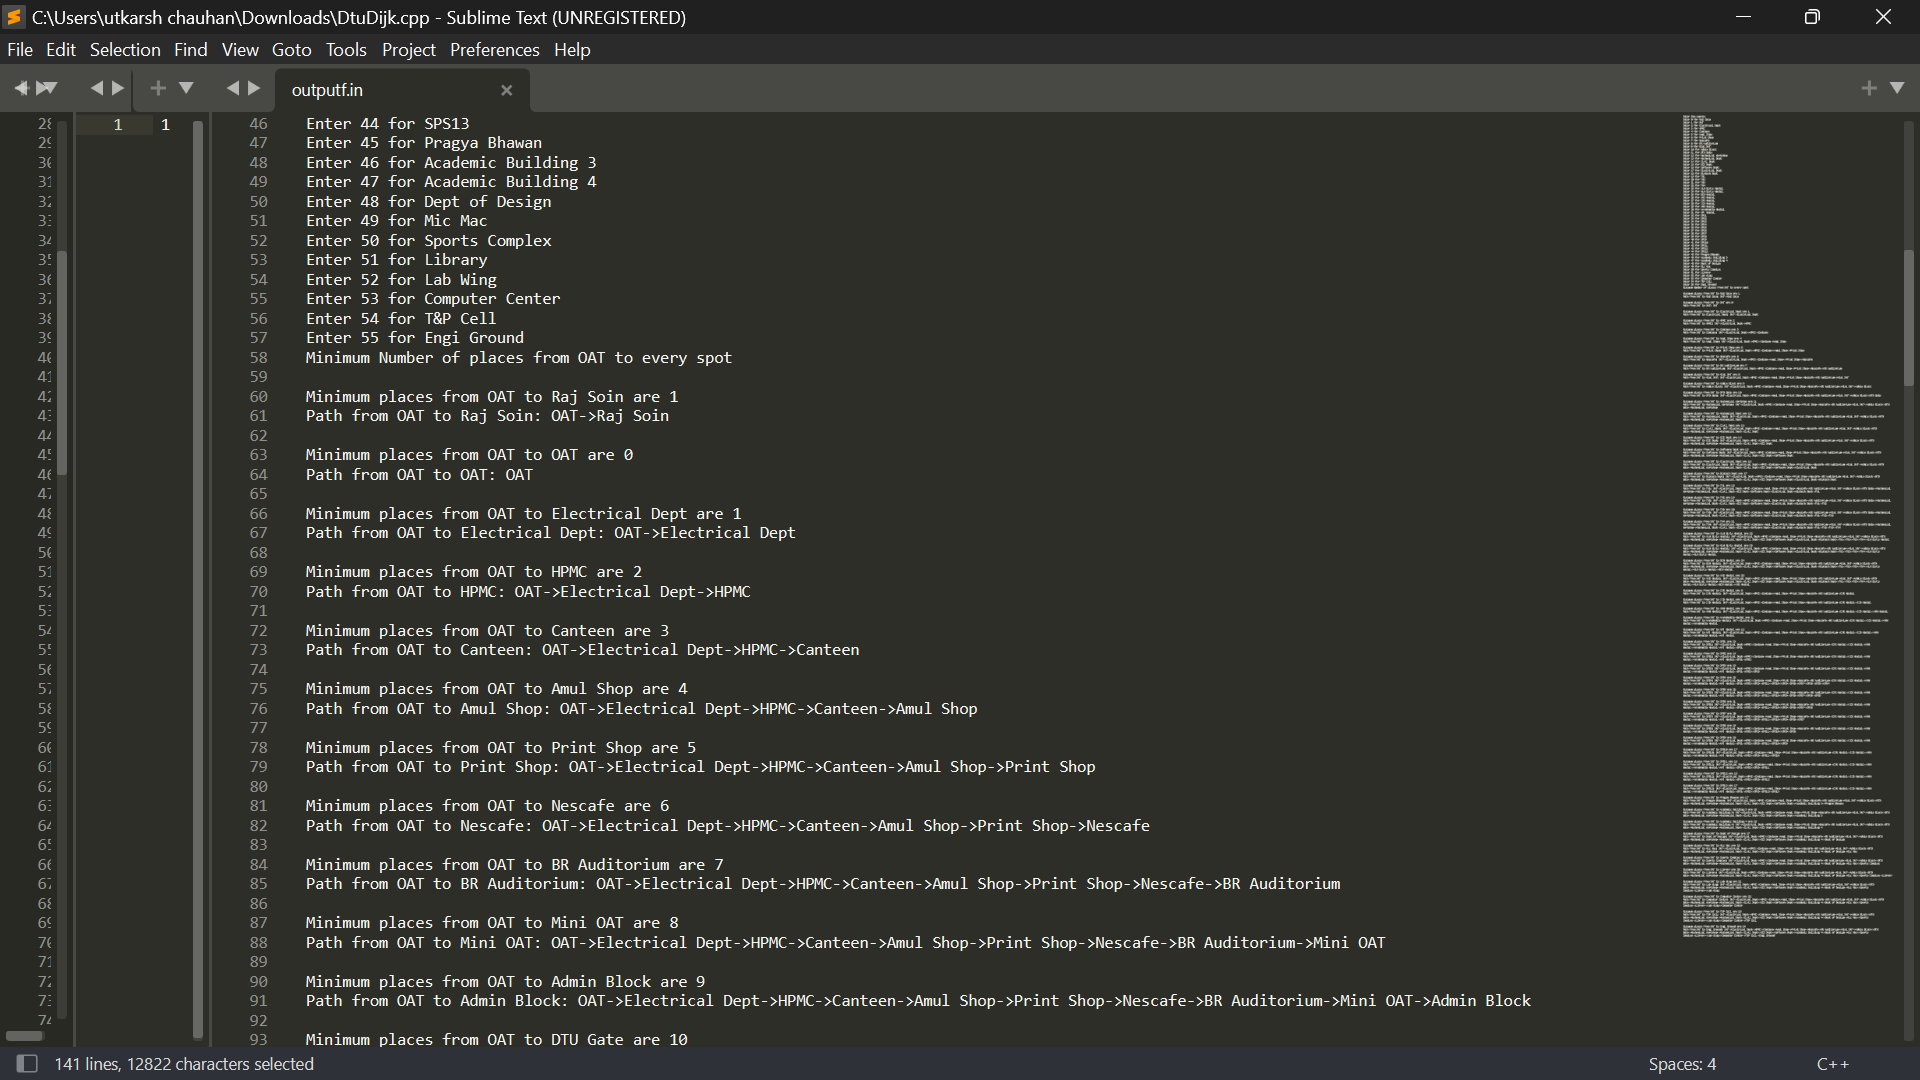 C:\Users\utkarsh chauhan\Downloads\DtuDijk.cpp - Sublime Text (UNREGISTERED)
File Edit Selection Find View Goto Tools Project Preferences Help
outputf.in
1 1
46 Enter 44 for SPS13
47 Enter 45 for Pragya Bhawan
48 Enter 46 for Academic Building 3
49 Enter 47 for Academic Building 4
50 Enter 48 for Dept of Design
51 Enter 49 for Mic Mac
52 Enter 50 for Sports Complex
53 Enter 51 for Library
54 Enter 52 for Lab Wing
55 Enter 53 for Computer Center
56 Enter 54 for T&P Cell
57 Enter 55 for Engi Ground
58 Minimum Number of places from OAT to every spot
59
60 Minimum places from OAT to Raj Soin are 1
61 Path from OAT to Raj Soin: OAT->Raj Soin
62
63 Minimum places from OAT to OAT are 0
64 Path from OAT to OAT: OAT
65
66 Minimum places from OAT to Electrical Dept are 1
67 Path from OAT to Electrical Dept: OAT->Electrical Dept
68
69 Minimum places from OAT to HPMC are 2
70 Path from OAT to HPMC: OAT->Electrical Dept->HPMC
71
72 Minimum places from OAT to Canteen are 3
73 Path from OAT to Canteen: OAT->Electrical Dept->HPMC->Canteen
74
75 Minimum places from OAT to Amul Shop are 4
76 Path from OAT to Amul Shop: OAT->Electrical Dept->HPMC->Canteen->Amul Shop
77
78 Minimum places from OAT to Print Shop are 5
79 Path from OAT to Print Shop: OAT->Electrical Dept->HPMC->Canteen->Amul Shop->Print Shop
80
81 Minimum places from OAT to Nescafe are 6
82 Path from OAT to Nescafe: OAT->Electrical Dept->HPMC->Canteen->Amul Shop->Print Shop->Nescafe
83
84 Minimum places from OAT to BR Auditorium are 7
85 Path from OAT to BR Auditorium: OAT->Electrical Dept->HPMC->Canteen->Amul Shop->Print Shop->Nescafe->BR Auditorium
86
87 Minimum places from OAT to Mini OAT are 8
88 Path from OAT to Mini OAT: OAT->Electrical Dept->HPMC->Canteen->Amul Shop->Print Shop->Nescafe->BR Auditorium->Mini OAT
89
90 Minimum places from OAT to Admin Block are 9
91 Path from OAT to Admin Block: OAT->Electrical Dept->HPMC->Canteen->Amul Shop->Print Shop->Nescafe->BR Auditorium->Mini OAT->Admin Block
92
93 Minimum places from OAT to DTU Gate are 10
141 lines, 12822 characters selected
Spaces: 4
C++